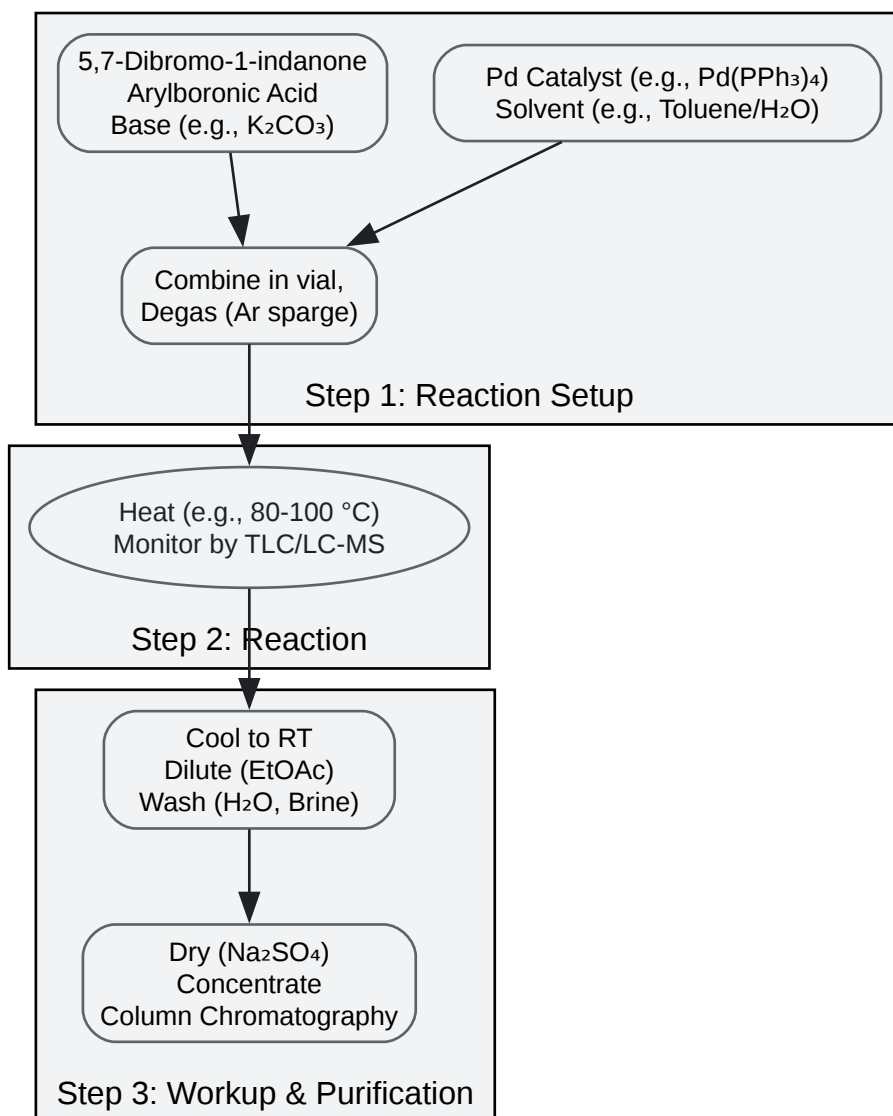 5,7-Dibromo-1-indanone
Arylboronic Acid
Base (e.g., K₂CO₃)
Pd Catalyst (e.g., Pd(PPh₃)₄)
Solvent (e.g., Toluene/H₂O)
Combine in vial,
Degas (Ar sparge)
Step 1: Reaction Setup
Heat (e.g., 80-100 °C)
Monitor by TLC/LC-MS
Step 2: Reaction
Cool to RT
Dilute (EtOAc)
Wash (H₂O, Brine)
Dry (Na₂SO₄)
Concentrate
Column Chromatography
Step 3: Workup & Purification